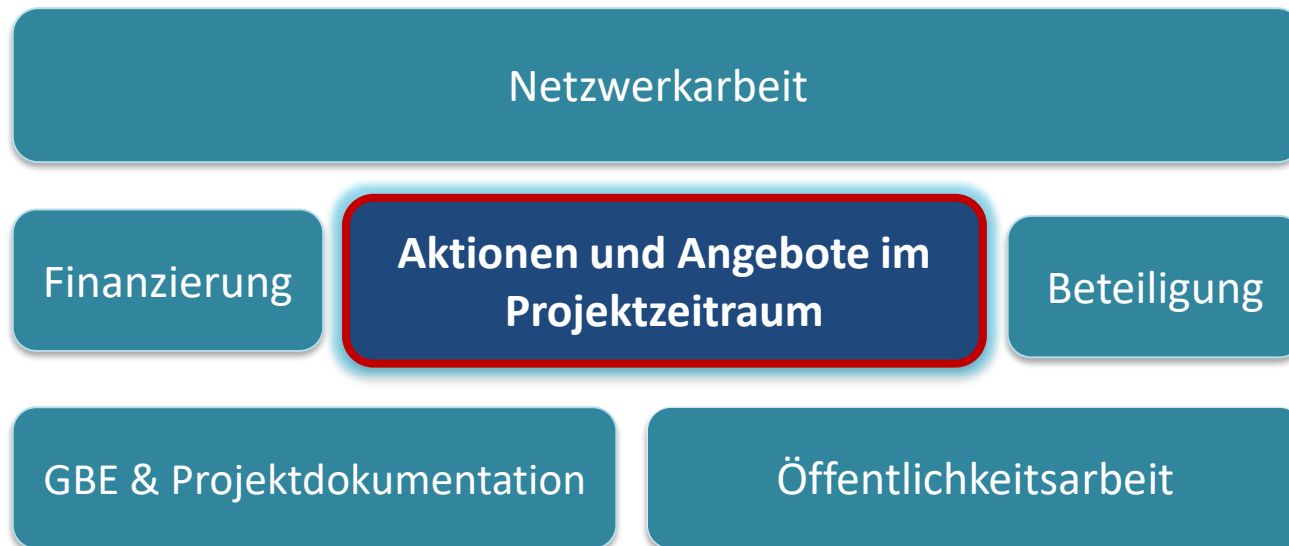 Netzwerkarbeit
Finanzierung
Aktionen und Angebote im
Projektzeitraum
Beteiligung
GBE & Projektdokumentation
Öffentlichkeitsarbeit